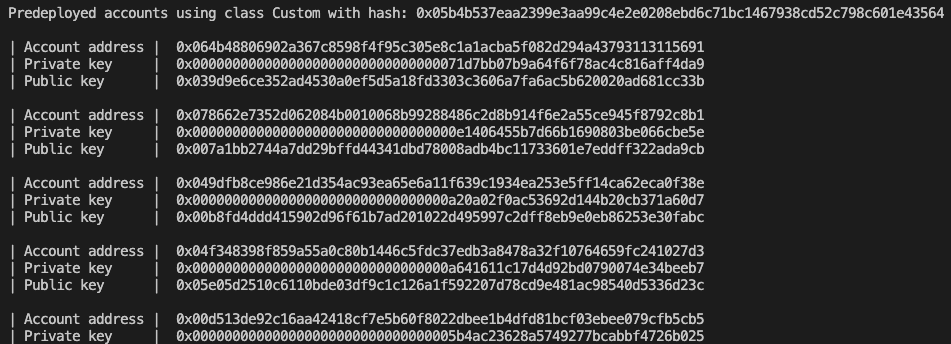 Predeployed accounts using class Custom with hash: 0x05b4b537eaa2399e3aa99c4e2e0208ebd6c71bc1467938cd52c798c601e43564
| Account address | 0x064b48806902a367c8598f4f95c305e8c1a1acba5f082d294a43793113115691
| Private key | 0x0000000000000000000000000000000071d7bb07b9a64f6f78ac4c816aff4da9
| Public key | 0x039d9e6ce352ad4530a0ef5d5a18fd3303c3606a7fa6ac5b620020ad681cc33b
| Account address | 0x078662e7352d062084b0010068b99288486c2d8b914f6e2a55ce945f8792c8b1
| Private key | 0x00000000000000000000000000000000e1406455b7d66b1690803be066cbe5e
| Public key | 0x007a1bb2744a7dd29bffd44341dbd78008adb4bc11733601e7eddff322ada9cb
| Account address | 0x049dfb8ce986e21d354ac93ea65e6a11f639c1934ea253e5ff14ca62eca0f38e
| Private key | 0x00000000000000000000000000000000a20a02f0ac53692d144b20cb371a60d7
| Public key | 0x00b8fd4ddd415902d96f61b7ad201022d495997c2dff8eb9e0eb86253e30fabc
| Account address | 0x04f348398f859a55a0c80b1446c5fdc37edb3a8478a32f10764659fc241027d3
| Private key | 0x00000000000000000000000000000000a641611c17d4d92bd0790074e34beeb7
| Public key | 0x05e05d2510c6110bde03df9c1c126a1f592207d78cd9e481ac98540d5336d23c
| Account address | 0x00d513de92c16aa42418cf7e5b60f8022dbee1b4dfd81bcf03ebee079cfb5cb5
| Private key | 0x000000000000000000000000000000005b4ac23628a5749277bcabbf4726b025